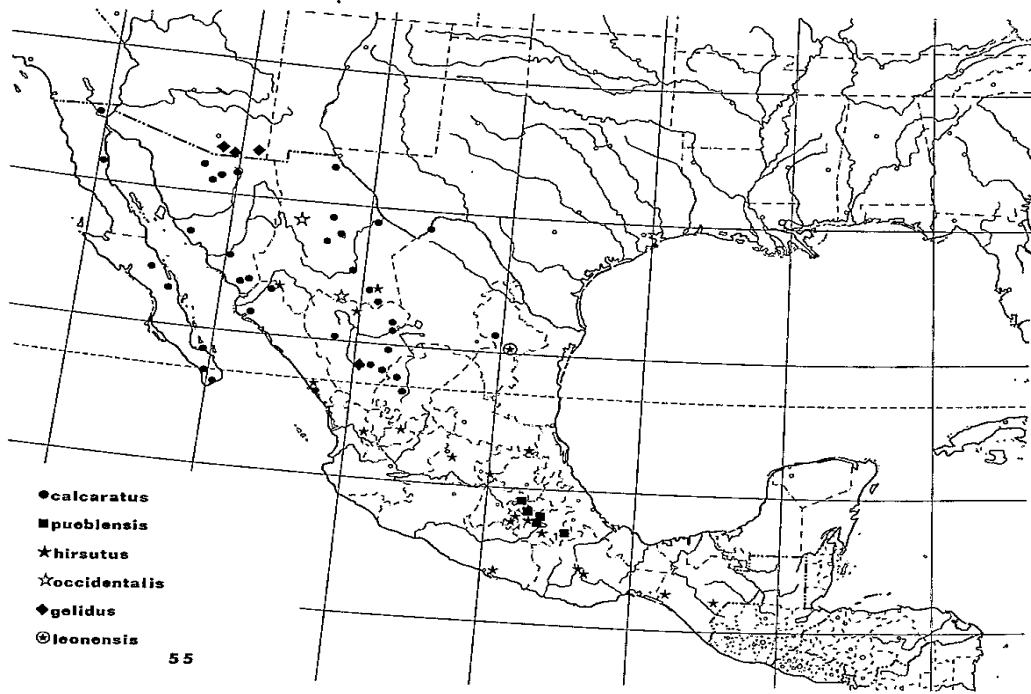 ●calcaratus
■pueblensis
★hirsutus
☆occidentalis
◆gelidus
⍟leonensis
55